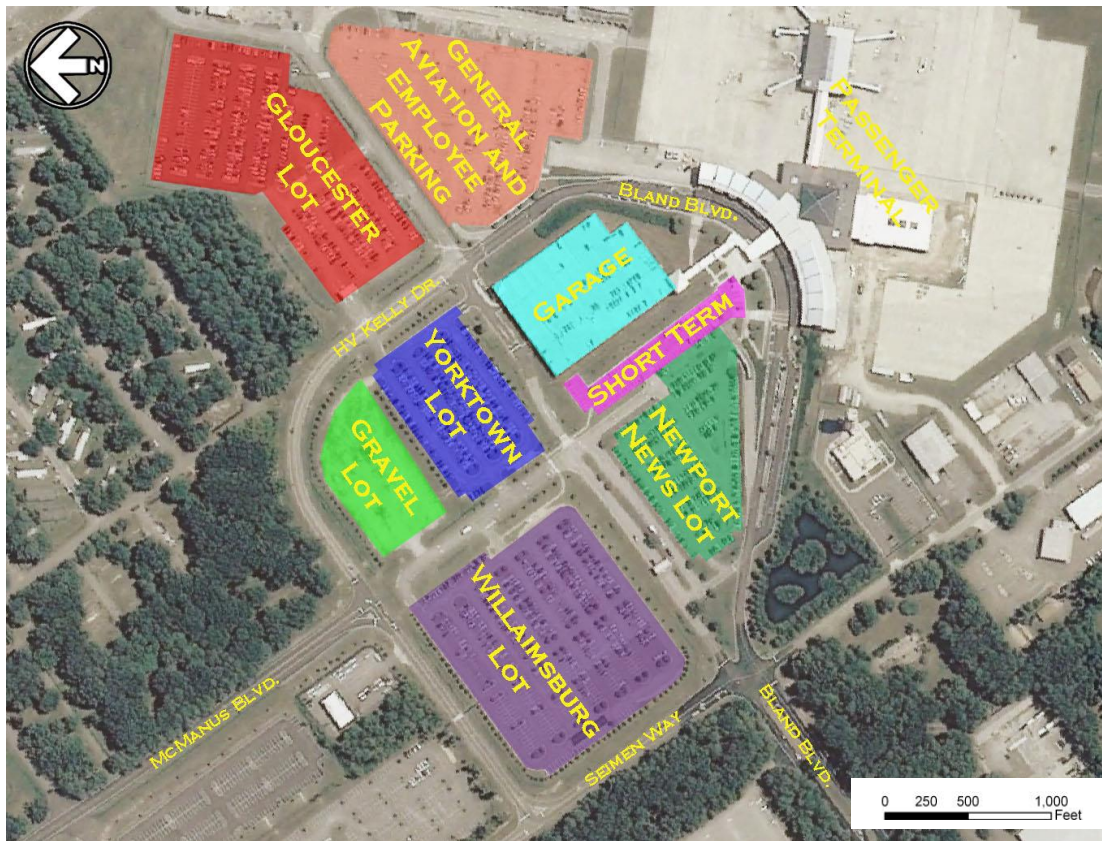 N
GENERAL
AVIATION AND
EMPLOYEE
PARKING
GLOUCESTER
LOT
PASSENGER
TERMINAL
BLAND BLVD.
GARAGE
HV KELLY DR.
SHORT TERM
YORKTOWN
LOT
NEWPORT
NEWS LOT
GRAVEL
LOT
WILLAIMSBURG
LOT
MCMANUS BLVD.
SEIMEN WAY
BLAND BLVD.
0 250 500 1,000
Feet